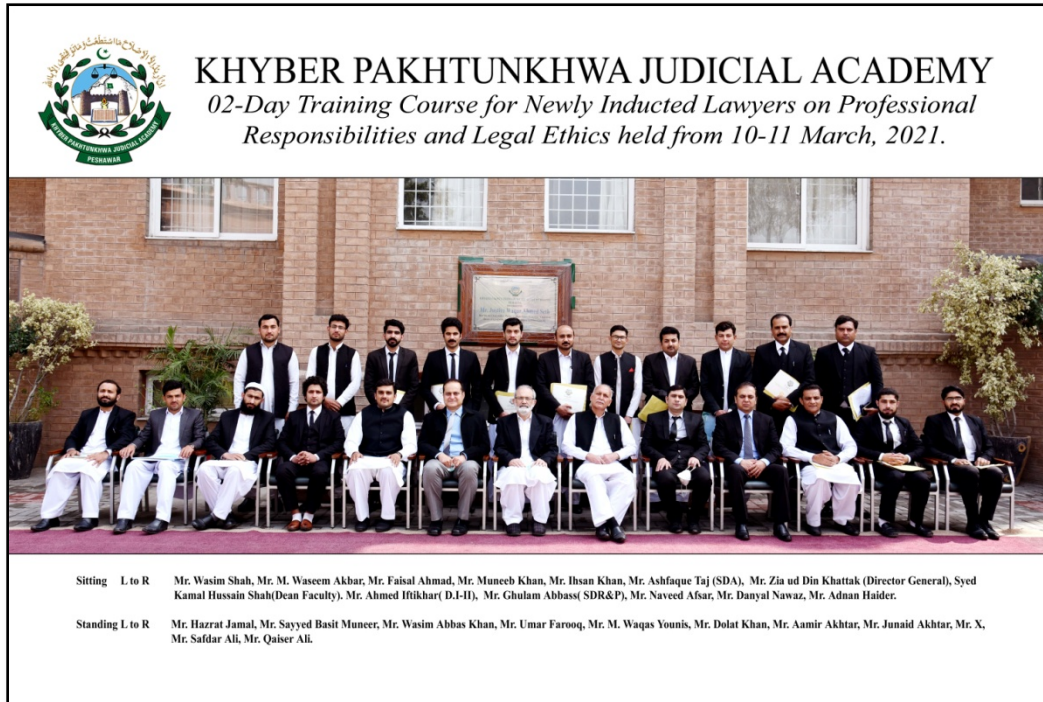 KHYBER PAKHTUNKHWA JUDICIAL ACADEMY
PESHAWAR
KHYBER PAKHTUNKHWA JUDICIAL ACADEMY
02-Day Training Course for Newly Inducted Lawyers on Professional
Responsibilities and Legal Ethics held from 10-11 March, 2021.
Sitting L to R Mr. Wasim Shah, Mr. M. Waseem Akbar, Mr. Faisal Ahmad, Mr. Muneeb Khan, Mr. Ihsan Khan, Mr. Ashfaque Taj (SDA), Mr. Zia ud Din Khattak (Director General), Syed
Kamal Hussain Shah(Dean Faculty). Mr. Ahmed Iftikhar( D.I-II), Mr. Ghulam Abbass( SDR&P), Mr. Naveed Afsar, Mr. Danyal Nawaz, Mr. Adnan Haider.
Standing L to R Mr. Hazrat Jamal, Mr. Sayyed Basit Muneer, Mr. Wasim Abbas Khan, Mr. Umar Farooq, Mr. M. Waqas Younis, Mr. Dolat Khan, Mr. Aamir Akhtar, Mr. Junaid Akhtar, Mr. X,
Mr. Safdar Ali, Mr. Qaiser Ali.